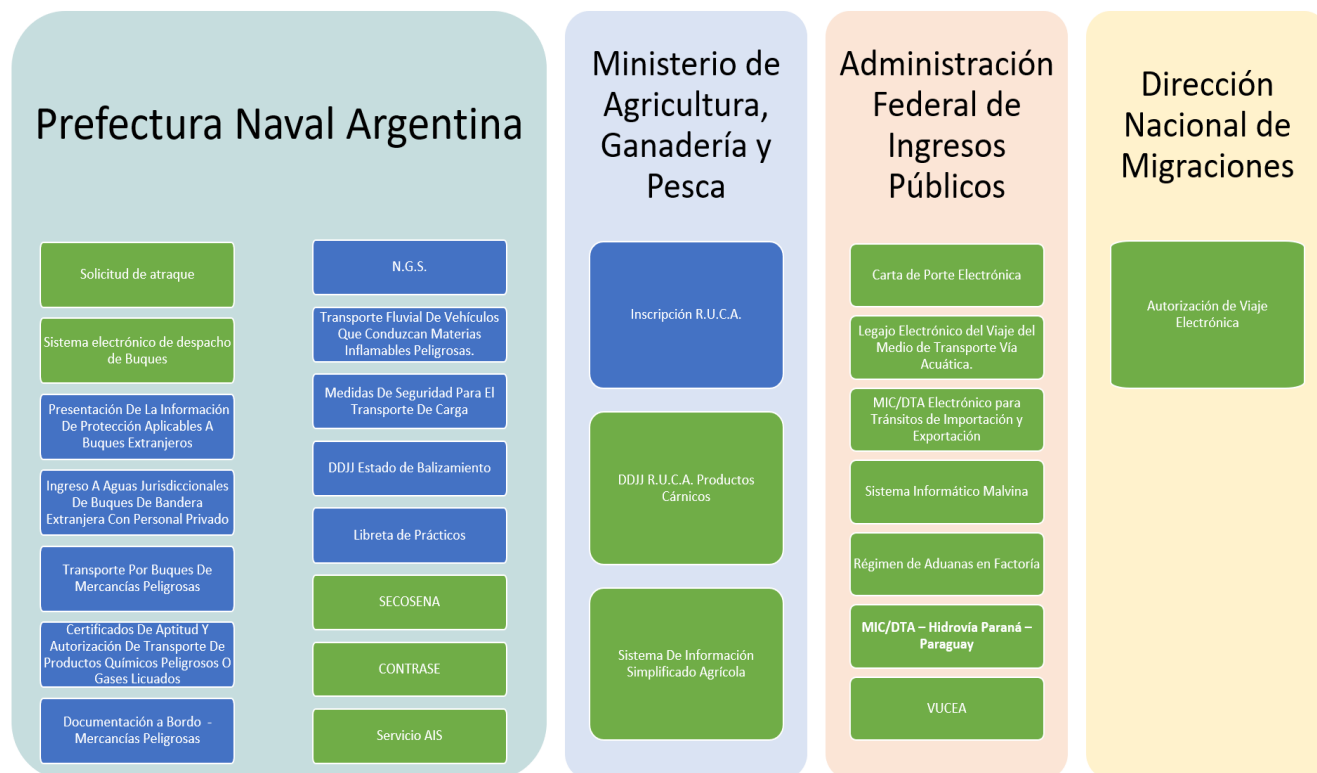 Prefectura Naval Argentina
Solicitud de atraque
Sistema electrónico de despacho
de Buques
Presentación De La Información
De Protección Aplicables A
Buques Extranjeros
Ingreso A Aguas Jurisdiccionales
De Buques De Bandera
Extranjera Con Personal Privado
Transporte Por Buques De
Mercancías Peligrosas
Certificados De Aptitud Y
Autorización De Transporte De
Productos Químicos Peligrosos O
Gases Licuados
Documentación a Bordo -
Mercancías Peligrosas
N.G.S.
Transporte Fluvial De Vehículos
Que Conduzcan Materias
Inflamables Peligrosas.
Medidas De Seguridad Para El
Transporte De Carga
DDJJ Estado de Balizamiento
Libreta de Prácticos
SECOSENA
CONTRASE
Servicio AIS
Ministerio de
Agricultura,
Ganadería y
Pesca
Inscripción R.U.C.A.
DDJJ R.U.C.A. Productos
Cárnicos
Sistema De Información
Simplificado Agrícola
Administración
Federal de
Ingresos
Públicos
Carta de Porte Electrónica
Legajo Electrónico del Viaje del
Medio de Transporte Vía
Acuática.
MIC/DTA Electrónico para
Tránsitos de Importación y
Exportación
Sistema Informático Malvina
Régimen de Aduanas en Factoría
MIC/DTA – Hidrovía Paraná –
Paraguay
VUCEA
Dirección
Nacional de
Migraciones
Autorización de Viaje
Electrónica